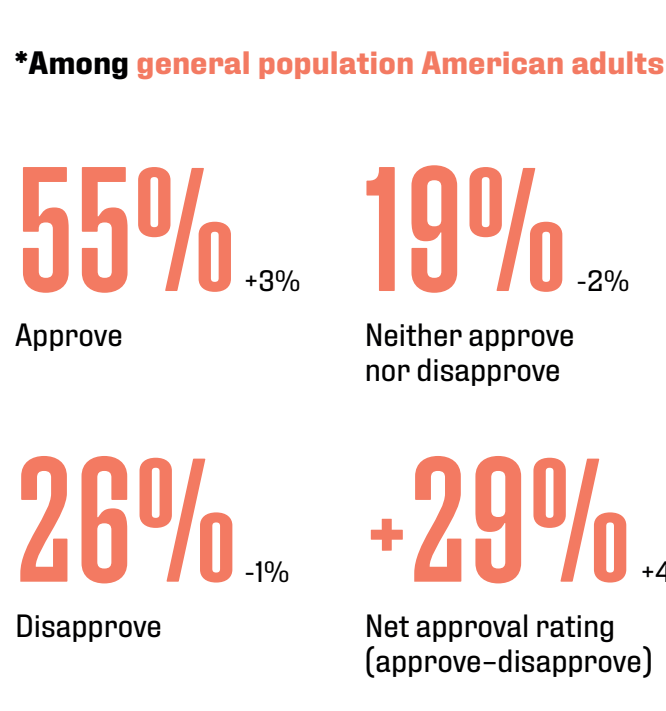 *Among general population American adults
55% +3%
Approve
19% -2%
Neither approve
nor disapprove
26% -1%
Disapprove
+29% +4
Net approval rating
(approve–disapprove)